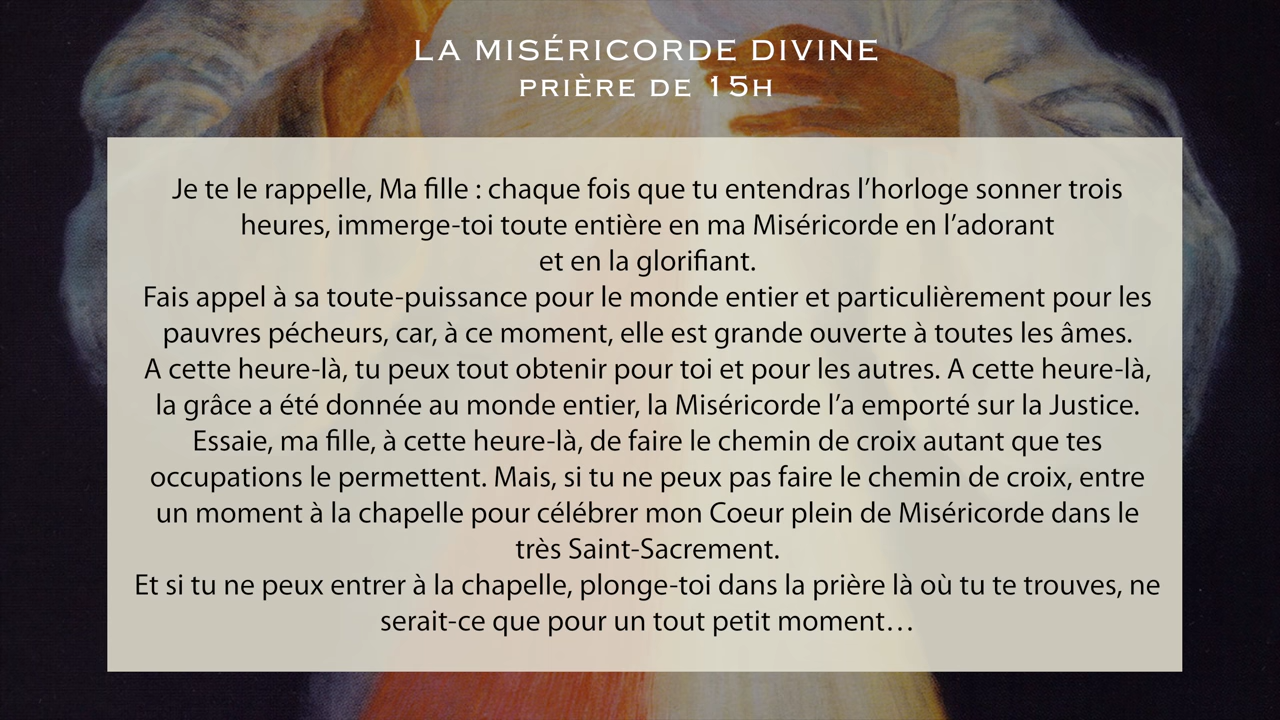 LA MISÉRICORDE DIVINE
PRIÈRE DE 15H
Je te le rappelle, Ma fille : chaque fois que tu entendras l’horloge sonner trois
heures, immerge-toi toute entière en ma Miséricorde en l’adorant
et en la glorifiant.
Fais appel à sa toute-puissance pour le monde entier et particulièrement pour les
pauvres pécheurs, car, à ce moment, elle est grande ouverte à toutes les âmes.
A cette heure-là, tu peux tout obtenir pour toi et pour les autres. A cette heure-là,
la grâce a été donnée au monde entier, la Miséricorde l’a emporté sur la Justice.
Essaie, ma fille, à cette heure-là, de faire le chemin de croix autant que tes
occupations le permettent. Mais, si tu ne peux pas faire le chemin de croix, entre
un moment à la chapelle pour célébrer mon Coeur plein de Miséricorde dans le
très Saint-Sacrement.
Et si tu ne peux entrer à la chapelle, plonge-toi dans la prière là où tu te trouves, ne
serait-ce que pour un tout petit moment…